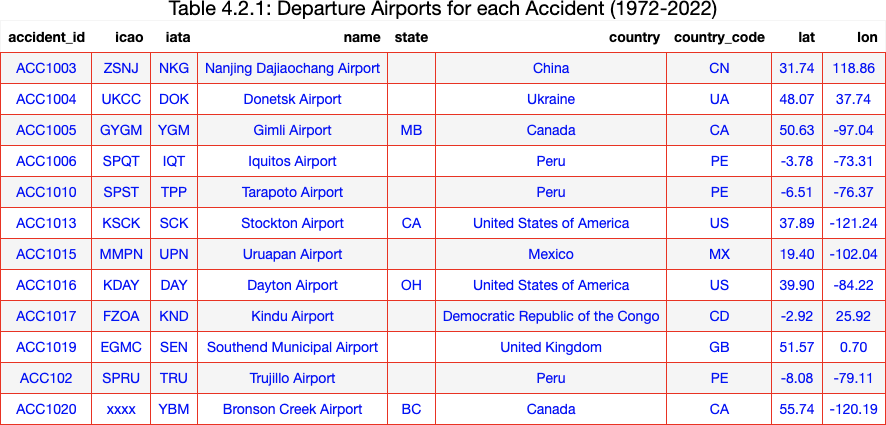 Table 4.2.1: Departure Airports for each Accident (1972-2022)
accident_id icao iata name state country country_code lat lon
ACC1003 ZSNJ NKG Nanjing Dajiaochang Airport China CN 31.74 118.86
ACC1004 UKCC DOK Donetsk Airport Ukraine UA 48.07 37.74
ACC1005 GYGM YGM Gimli Airport MB Canada CA 50.63 -97.04
ACC1006 SPQT IQT Iquitos Airport Peru PE -3.78 -73.31
ACC1010 SPST TPP Tarapoto Airport Peru PE -6.51 -76.37
ACC1013 KSCK SCK Stockton Airport CA United States of America US 37.89 -121.24
ACC1015 MMPN UPN Uruapan Airport Mexico MX 19.40 -102.04
ACC1016 KDAY DAY Dayton Airport OH United States of America US 39.90 -84.22
ACC1017 FZOA KND Kindu Airport Democratic Republic of the Congo CD -2.92 25.92
ACC1019 EGMC SEN Southend Municipal Airport United Kingdom GB 51.57 0.70
ACC102 SPRU TRU Trujillo Airport Peru PE -8.08 -79.11
ACC1020 xxxx YBM Bronson Creek Airport BC Canada CA 55.74 -120.19